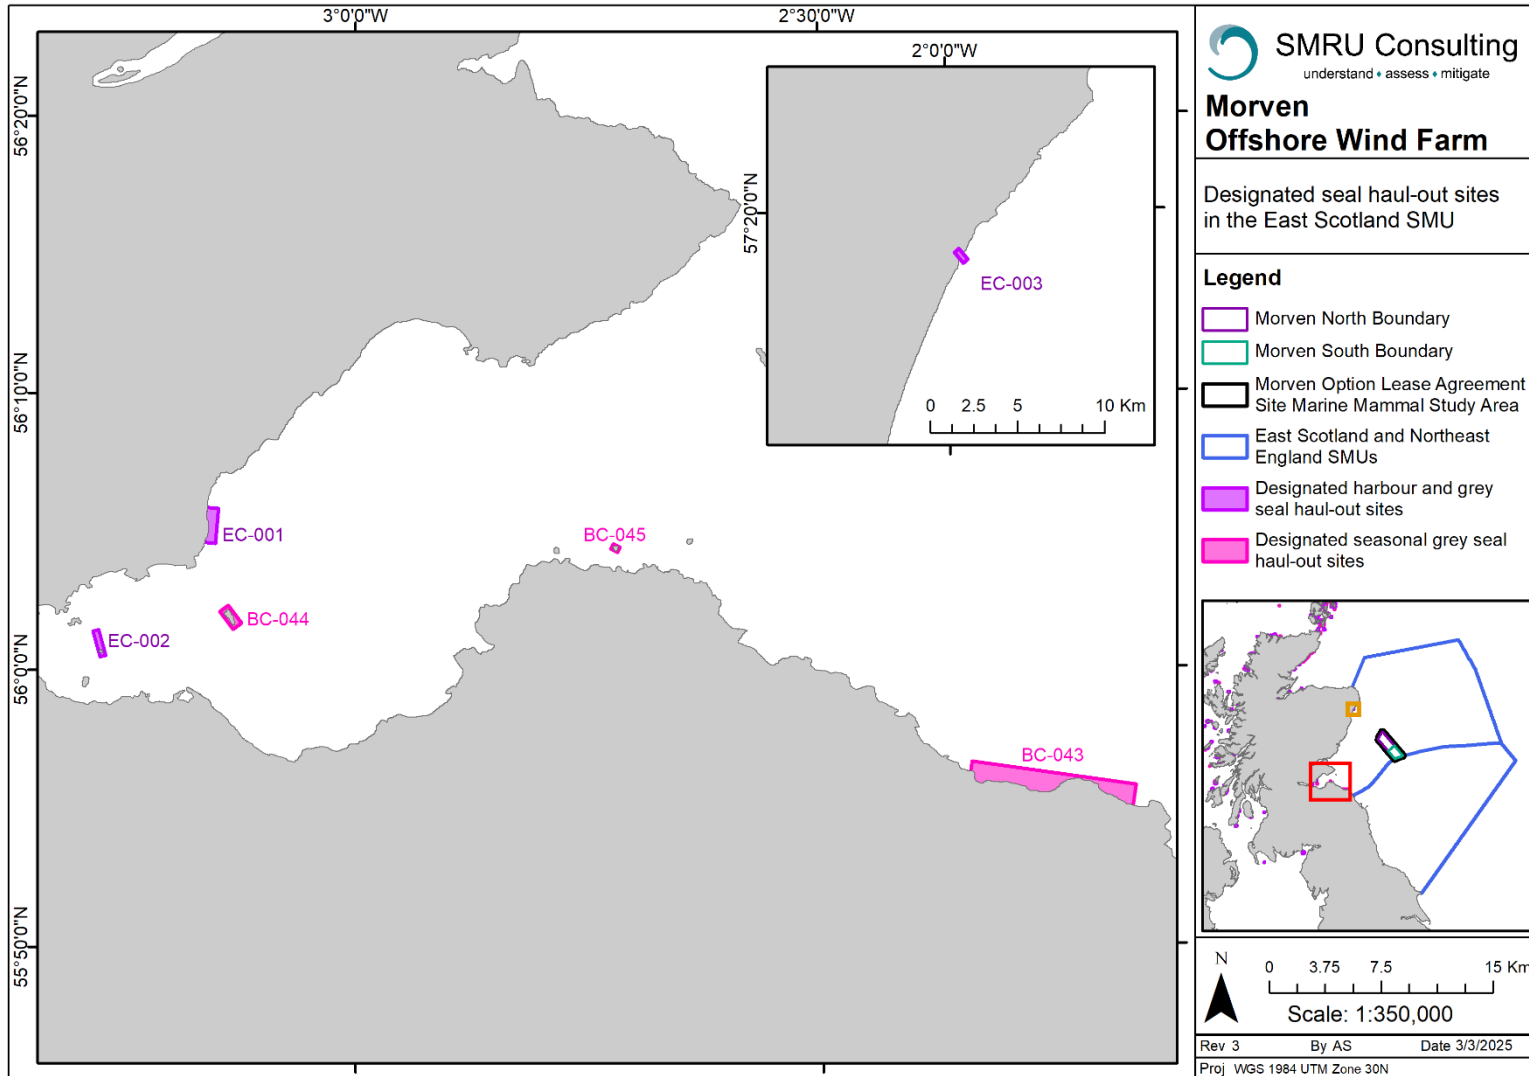 3°0'0"W
2°30'0"W
2°0'0"W
56°20'0"N
56°10'0"N
56°0'0"N
55°50'0"N
57°20'0"N
EC-003
0 2.5 5 10 Km
EC-001
BC-045
BC-044
EC-002
BC-043
SMRU Consulting
understand ♦ assess ♦ mitigate
Morven
Offshore Wind Farm
Designated seal haul-out sites
in the East Scotland SMU
Legend
Morven North Boundary
Morven South Boundary
Morven Option Lease Agreement
Site Marine Mammal Study Area
East Scotland and Northeast
England SMUs
Designated harbour and grey
seal haul-out sites
Designated seasonal grey seal
haul-out sites
N
0 3.75 7.5 15 Km
Scale: 1:350,000
Rev 3 By AS Date 3/3/2025
Proj WGS 1984 UTM Zone 30N